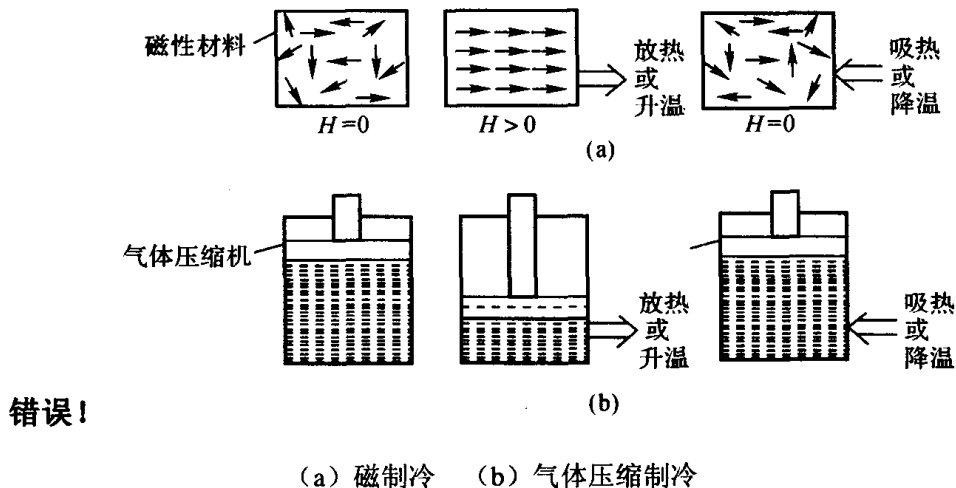 磁性材料
放热
或
升温
吸热
或
降温
H=0
H>0
H=0
(a)
气体压缩机
放热
或
升温
吸热
或
降温
(b)
错误！
（a）磁制冷 （b）气体压缩制冷